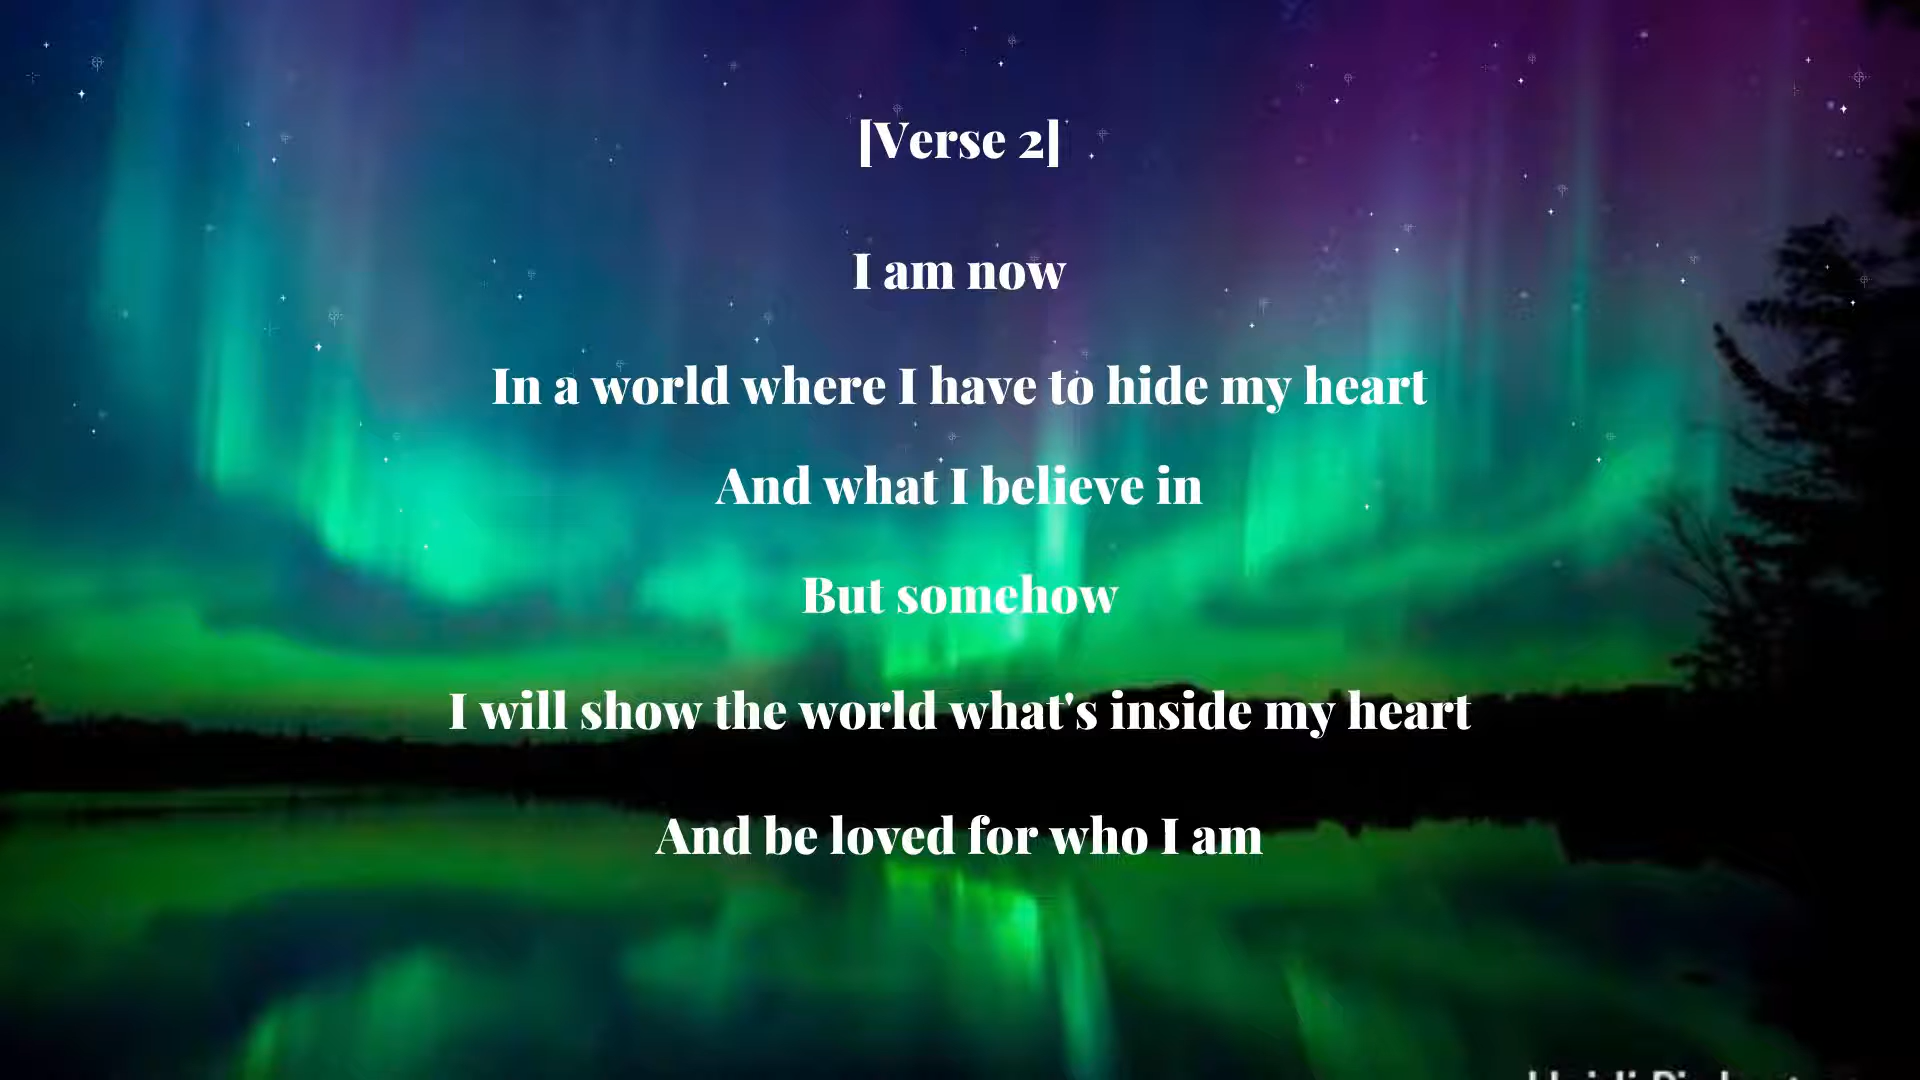 [Verse 2]
I am now
In a world where I have to hide my heart
And what I believe in
But somehow
I will show the world what's inside my heart
And be loved for who I am